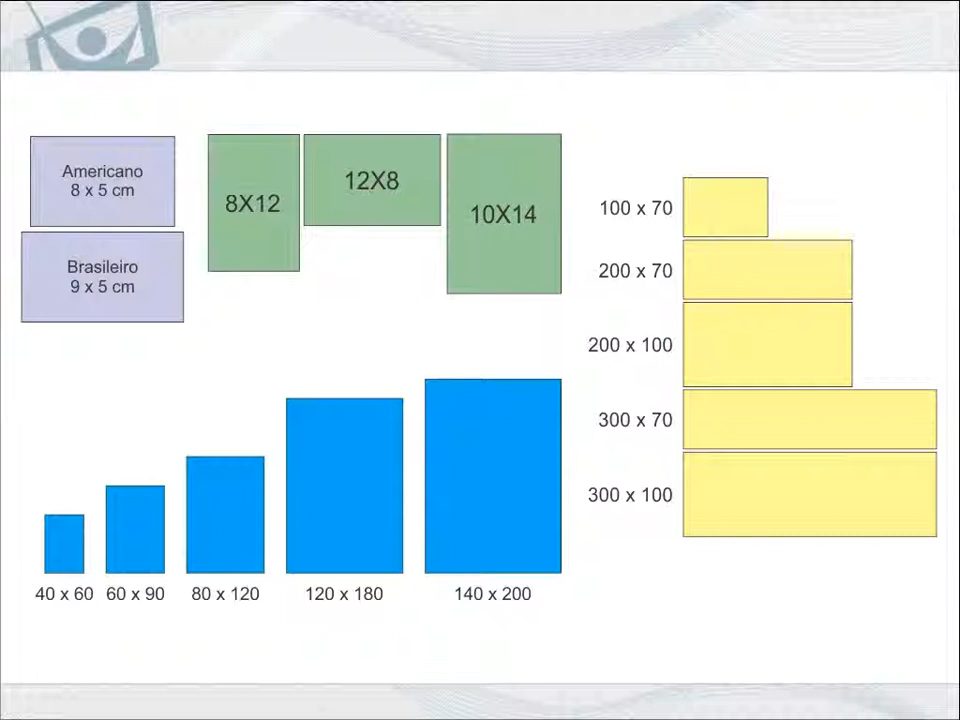 Americano
8 x 5 cm
Brasileiro
9 x 5 cm
8X12
12X8
10X14
100 x 70
200 x 70
200 x 100
300 x 70
300 x 100
40 x 60
60 x 90
80 x 120
120 x 180
140 x 200